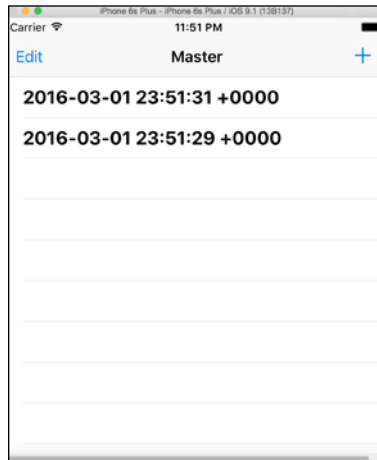 iPhone 6s Plus - iPhone 6s Plus / iOS 9.1 (13B137)
Carrier 11:51 PM
Edit Master +
2016-03-01 23:51:31 +0000
2016-03-01 23:51:29 +0000